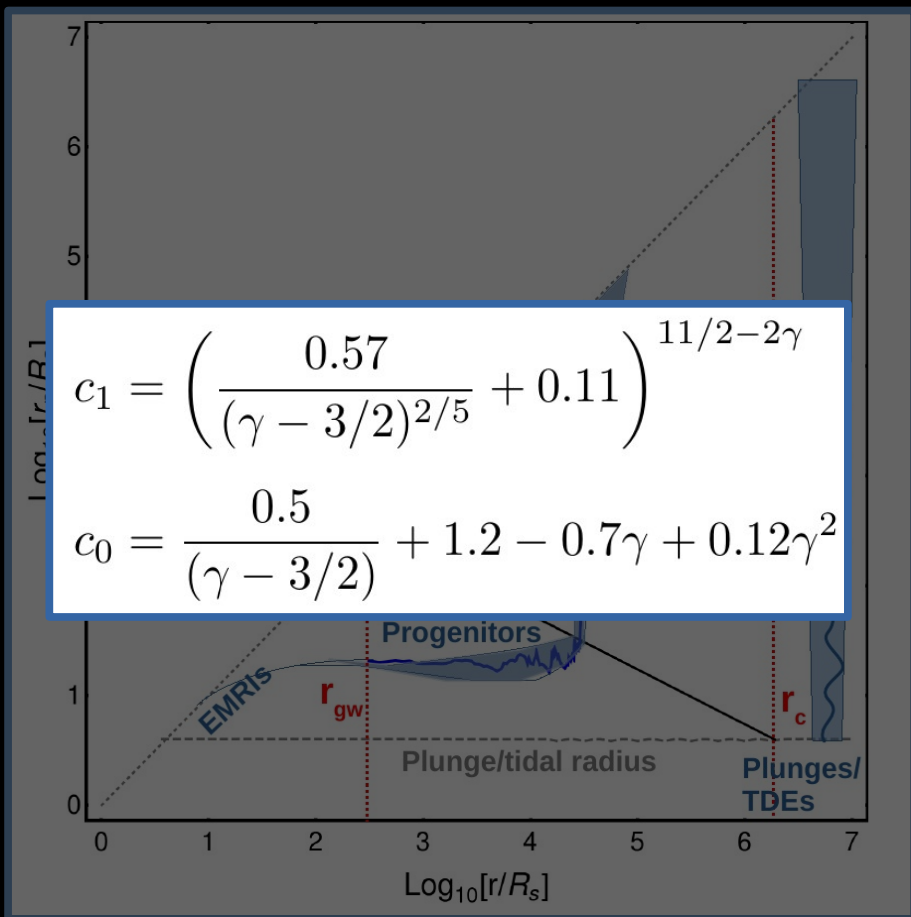 7
6
5
c_1 = \left( \frac{0.57}{(\gamma - 3/2)^{2/5}} + 0.11 \right)^{11/2 - 2\gamma}
c_0 = \frac{0.5}{(\gamma - 3/2)} + 1.2 - 0.7\gamma + 0.12\gamma^2
Progenitors
EMRIs
1
r_gw
r_c
Plunge/tidal radius
Plunges/
TDEs
0
0 1 2 3 4 5 6 7
Log_10[r/R_s]